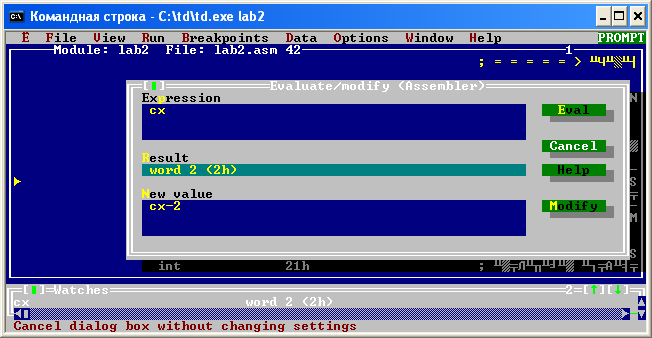 Командная строка - C:\td\td.exe lab2
Ё File View Run Breakpoints Data Options Window Help PROMPT
Module: lab2 File: lab2.asm 42 1
; = = = = = >
Evaluate/modify (Assembler)
Expression
cx
Eval
Cancel
Result
word 2 (2h)
Help
New value
cx-2
Modify
int 21h ;
Watches 2
cx word 2 (2h)
Cancel dialog box without changing settings